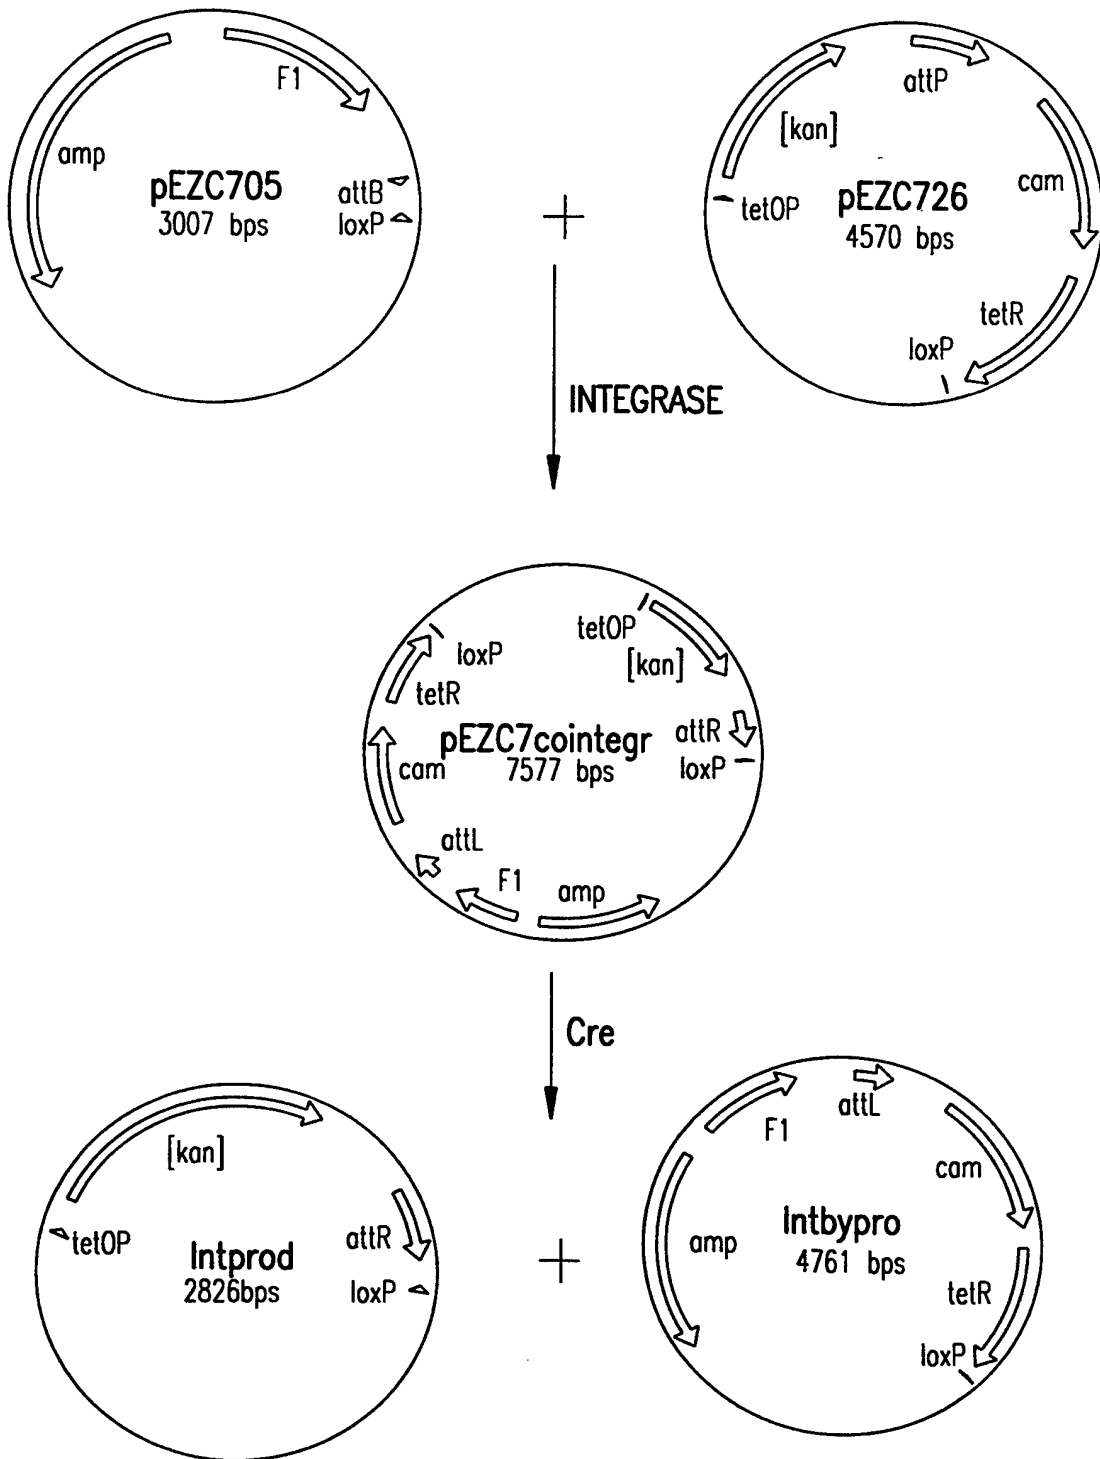 F1
amp
pEZC705
3007 bps
attB
loxP
+
attP
[kan]
cam
tetOP
pEZC726
4570 bps
tetR
loxP
INTEGRASE
tetOP
loxP
[kan]
tetR
attR
pEZC7cointegr
7577 bps
loxP
cam
attL
F1
amp
Cre
[kan]
tetOP
attR
Intprod
2826bps
loxP
+
attL
F1
cam
amp
Intbypro
4761 bps
tetR
loxP